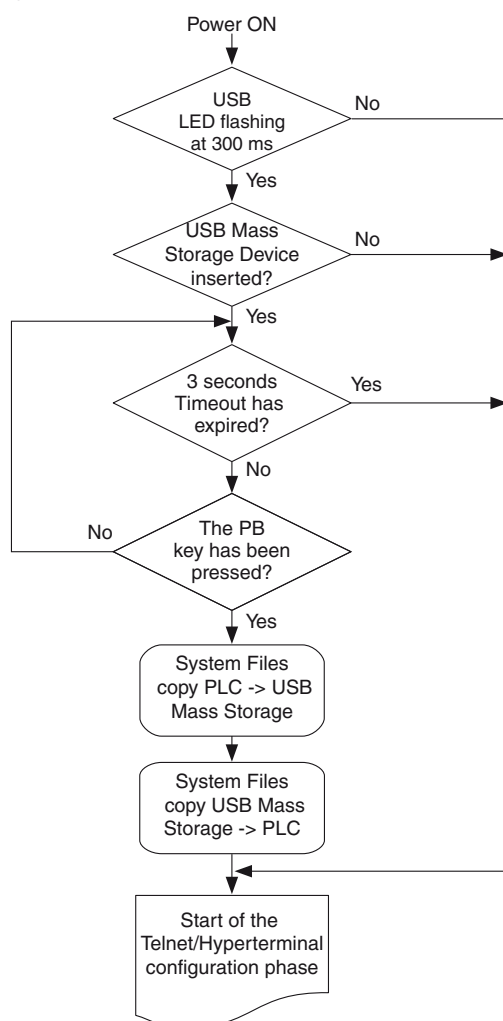 Power ON
USB
LED flashing
at 300 ms
No
Yes
USB Mass
Storage Device
inserted?
No
Yes
3 seconds
Timeout has
expired?
Yes
No
The PB
key has been
pressed?
No
Yes
System Files
copy PLC -> USB
Mass Storage
System Files
copy USB Mass
Storage -> PLC
Start of the
Telnet/Hyperterminal
configuration phase